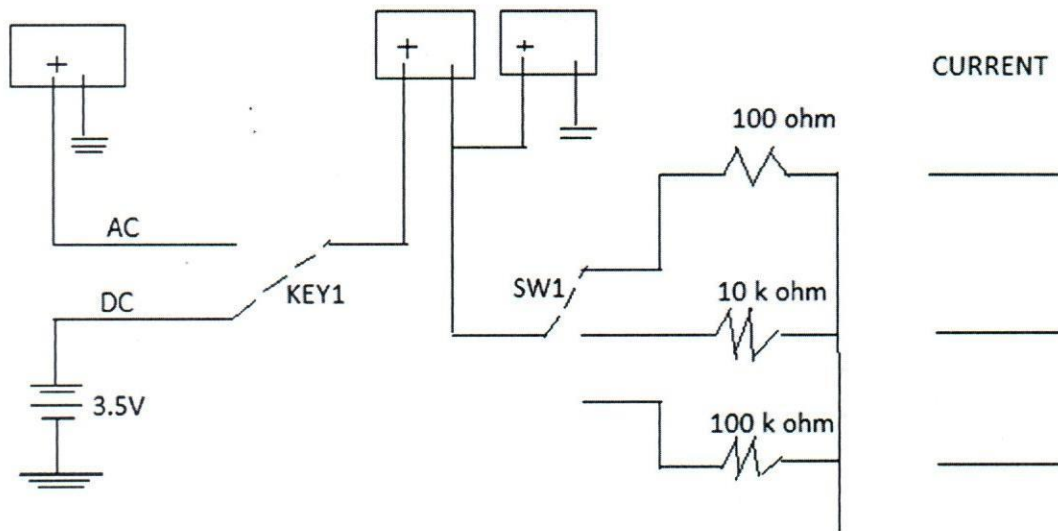 +
+
+
CURRENT
100 ohm
AC
DC
KEY1
SW1
10 k ohm
3.5V
100 k ohm